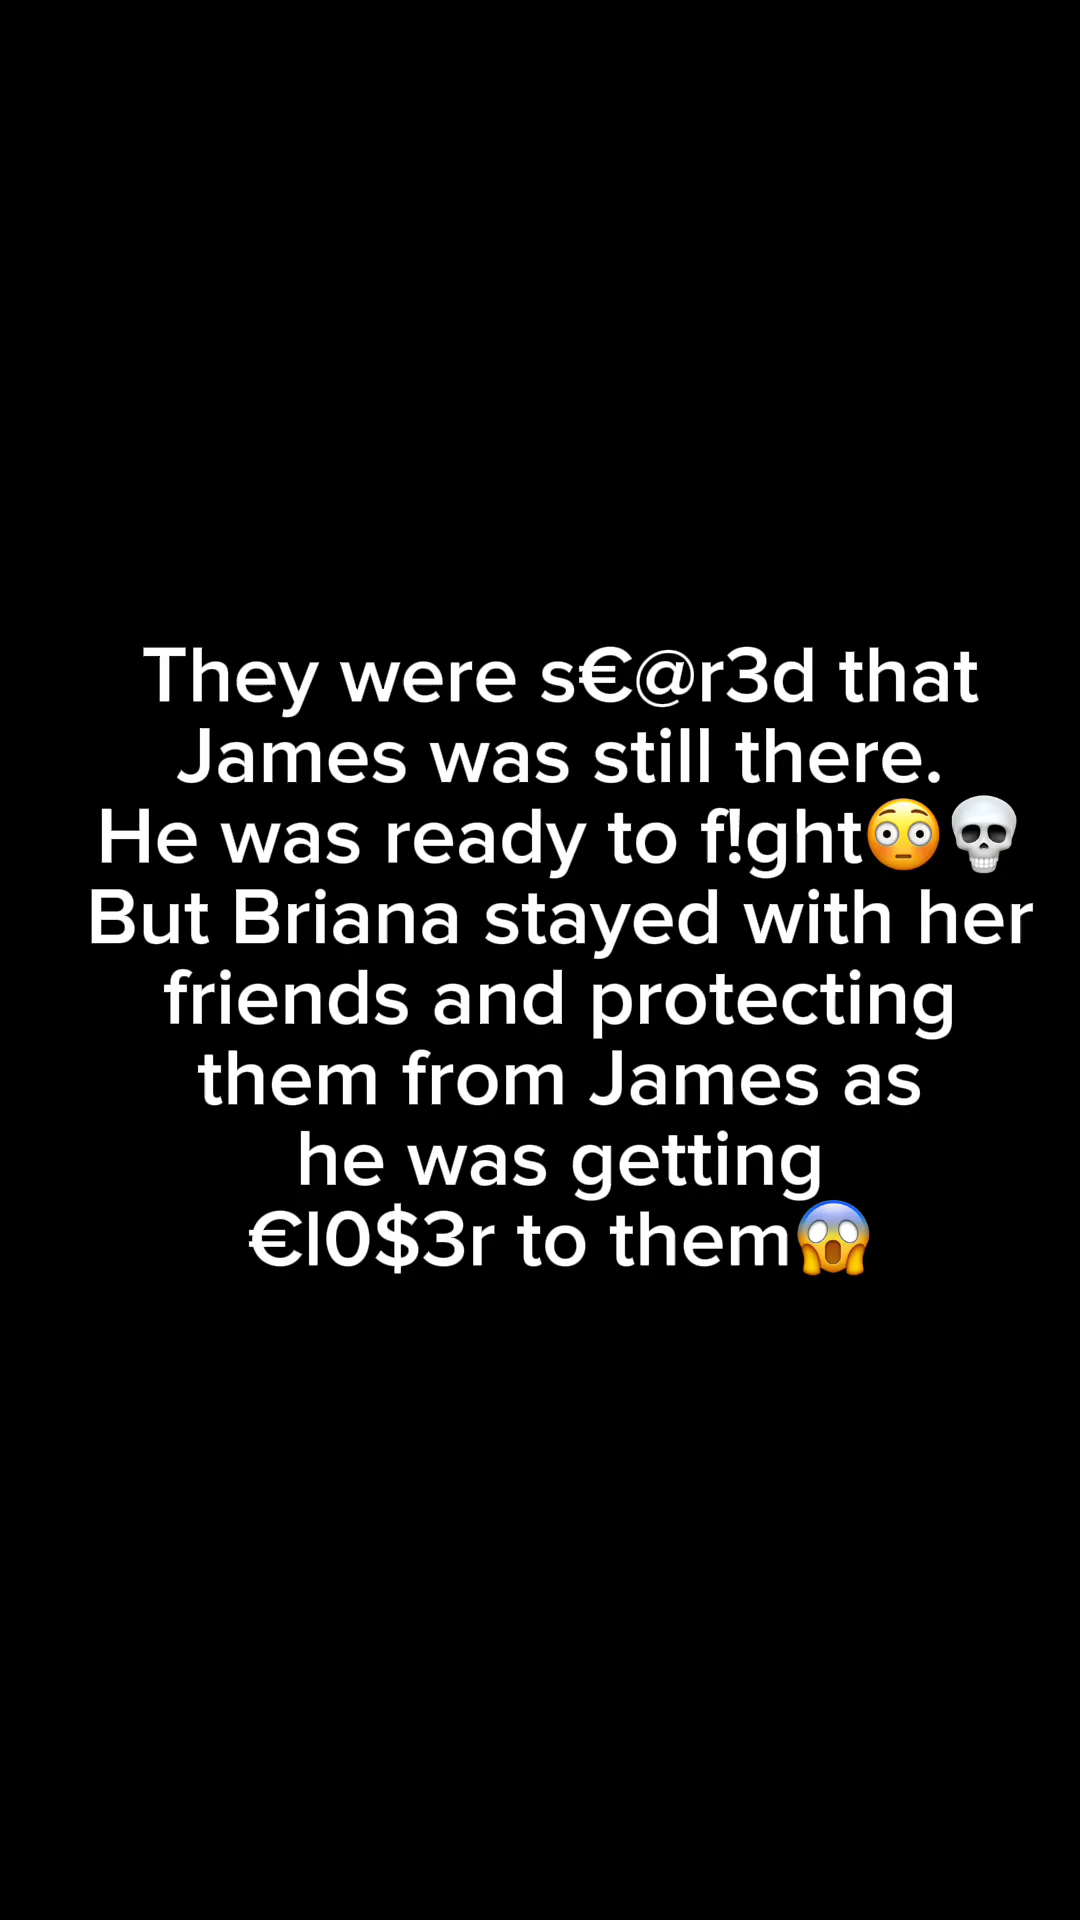 They were s€@r3d that
James was still there.
He was ready to f!ght😳💀
But Briana stayed with her
friends and protecting
them from James as
he was getting
€l0$3r to them😱